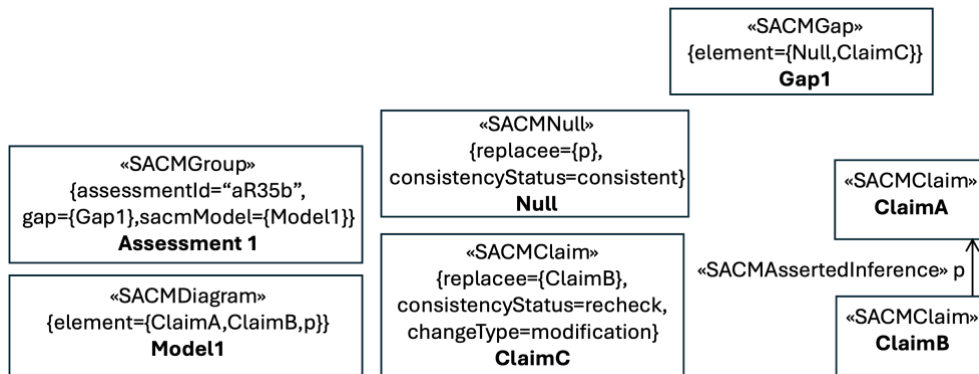 «SACMGap»
{element={Null,ClaimC}}
Gap1
«SACMGroup»
{assessmentId=“aR35b”,
gap={Gap1},sacmModel={Model1}}
Assessment 1
«SACMNull»
{replacee={p},
consistencyStatus=consistent}
Null
«SACMClaim»
ClaimA
«SACMDiagram»
{element={ClaimA,ClaimB,p}}
Model1
«SACMClaim»
{replacee={ClaimB},
consistencyStatus=recheck,
changeType=modification}
ClaimC
«SACMAssertedInference» p
«SACMClaim»
ClaimB